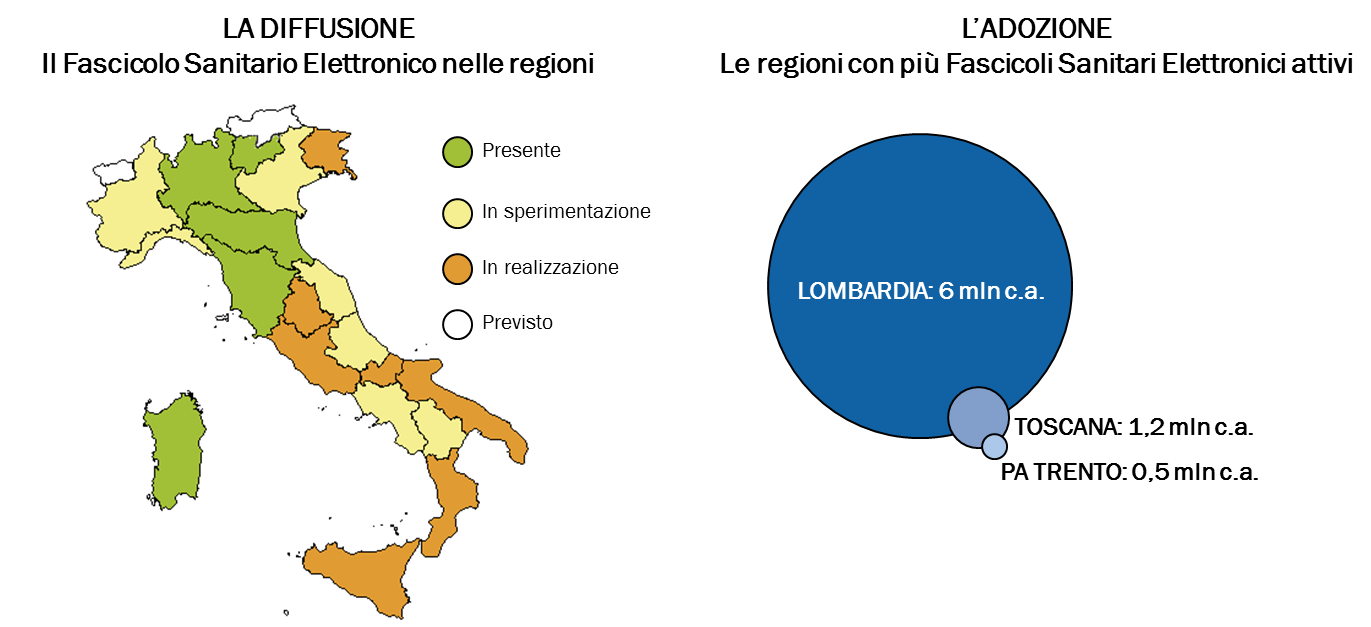 LA DIFFUSIONE
Il Fascicolo Sanitario Elettronico nelle regioni
Presente
In sperimentazione
In realizzazione
Previsto
L'ADOZIONE
Le regioni con più Fascicoli Sanitari Elettronici attivi
LOMBARDIA: 6 mln c.a.
TOSCANA: 1,2 mln c.a.
PA TRENTO: 0,5 mln c.a.